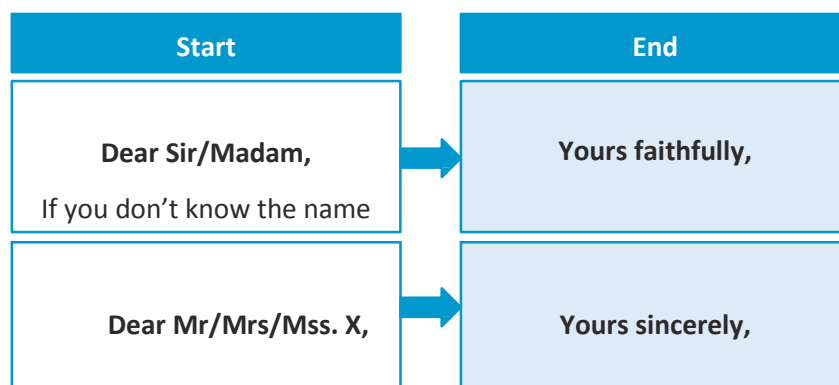 Start
End
Dear Sir/Madam,
If you don’t know the name
Yours faithfully,
Dear Mr/Mrs/Mss. X,
Yours sincerely,